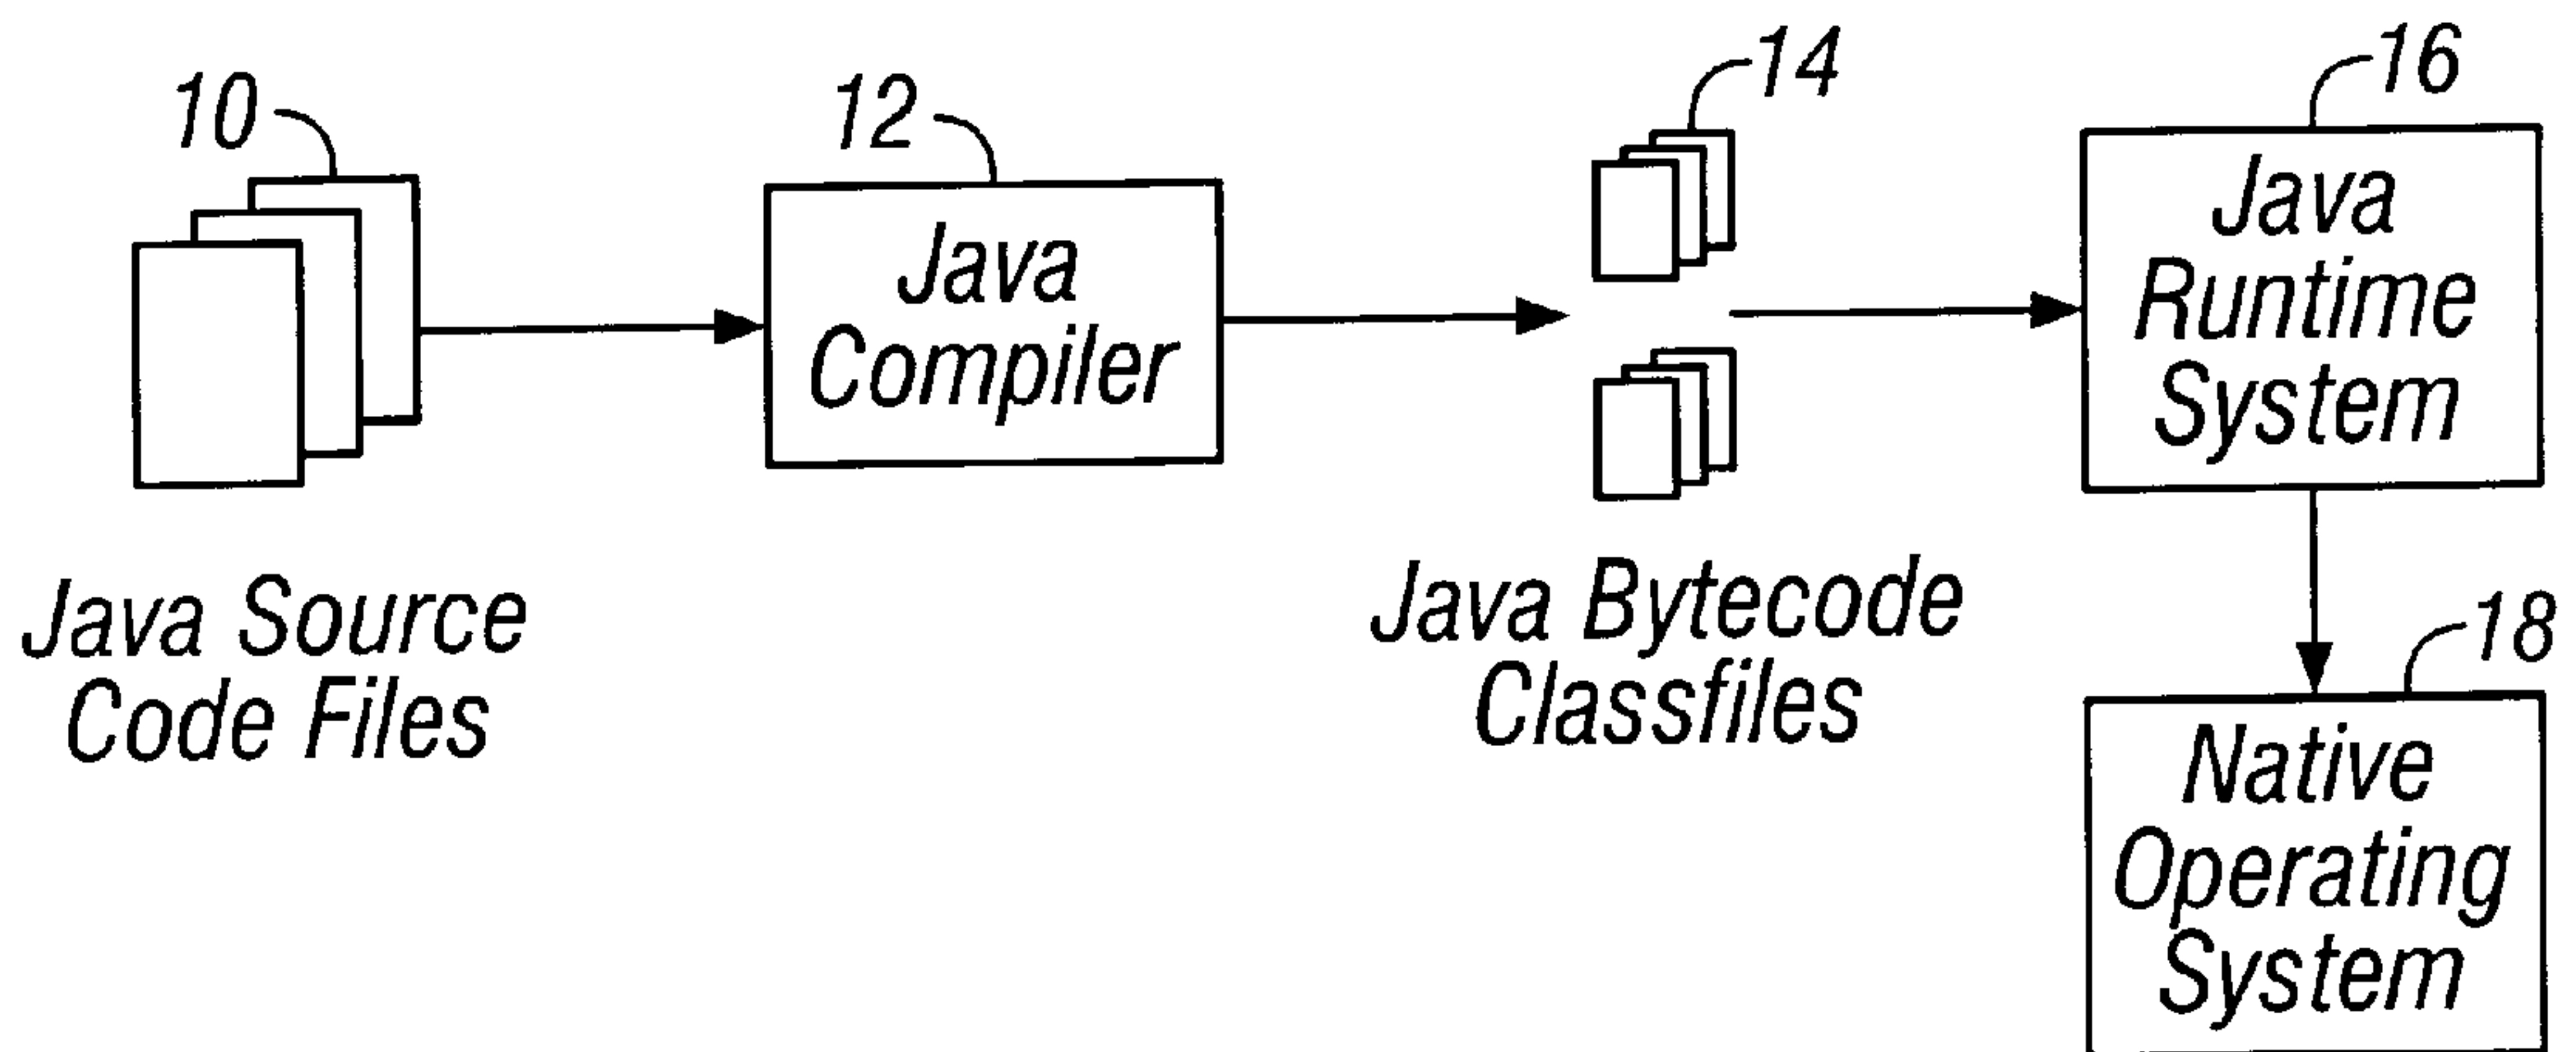 10
12
14
16
Java
Compiler
Java
Runtime
System
Java Source
Code Files
Java Bytecode
Classfiles
18
Native
Operating
System